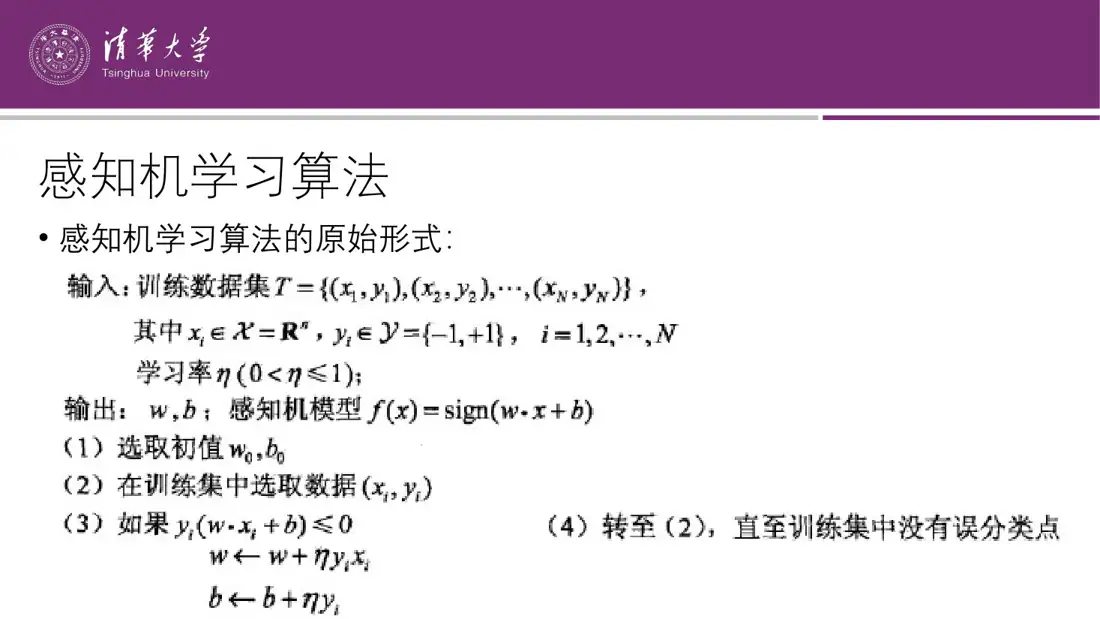 清华大学
Tsinghua University
感知机学习算法
• 感知机学习算法的原始形式：
输入：训练数据集 T = {(x₁, y₁), (x₂, y₂), ⋯, (x_N, y_N)}，
其中 xᵢ ∈ 𝒳 = Rⁿ，yᵢ ∈ 𝒴 = {−1, +1}，i = 1, 2, ⋯, N
学习率 η (0 < η ≤ 1)；
输出：w, b；感知机模型 f(x) = sign(w · x + b)
（1）选取初值 w₀, b₀
（2）在训练集中选取数据 (xᵢ, yᵢ)
（3）如果 yᵢ(w · xᵢ + b) ≤ 0
w ← w + ηyᵢxᵢ
b ← b + ηyᵢ
（4）转至（2），直至训练集中没有误分类点